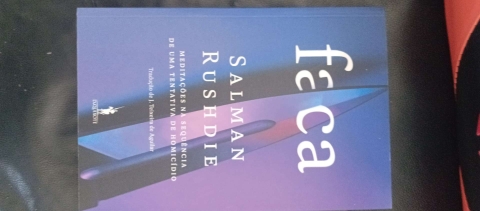 faca
SALMAN
RUSHDIE
MEDITAÇÕES NA SEQUÊNCIA
DE UMA TENTATIVA DE HOMICÍDIO
Tradução de J. Teixeira de Aguilar